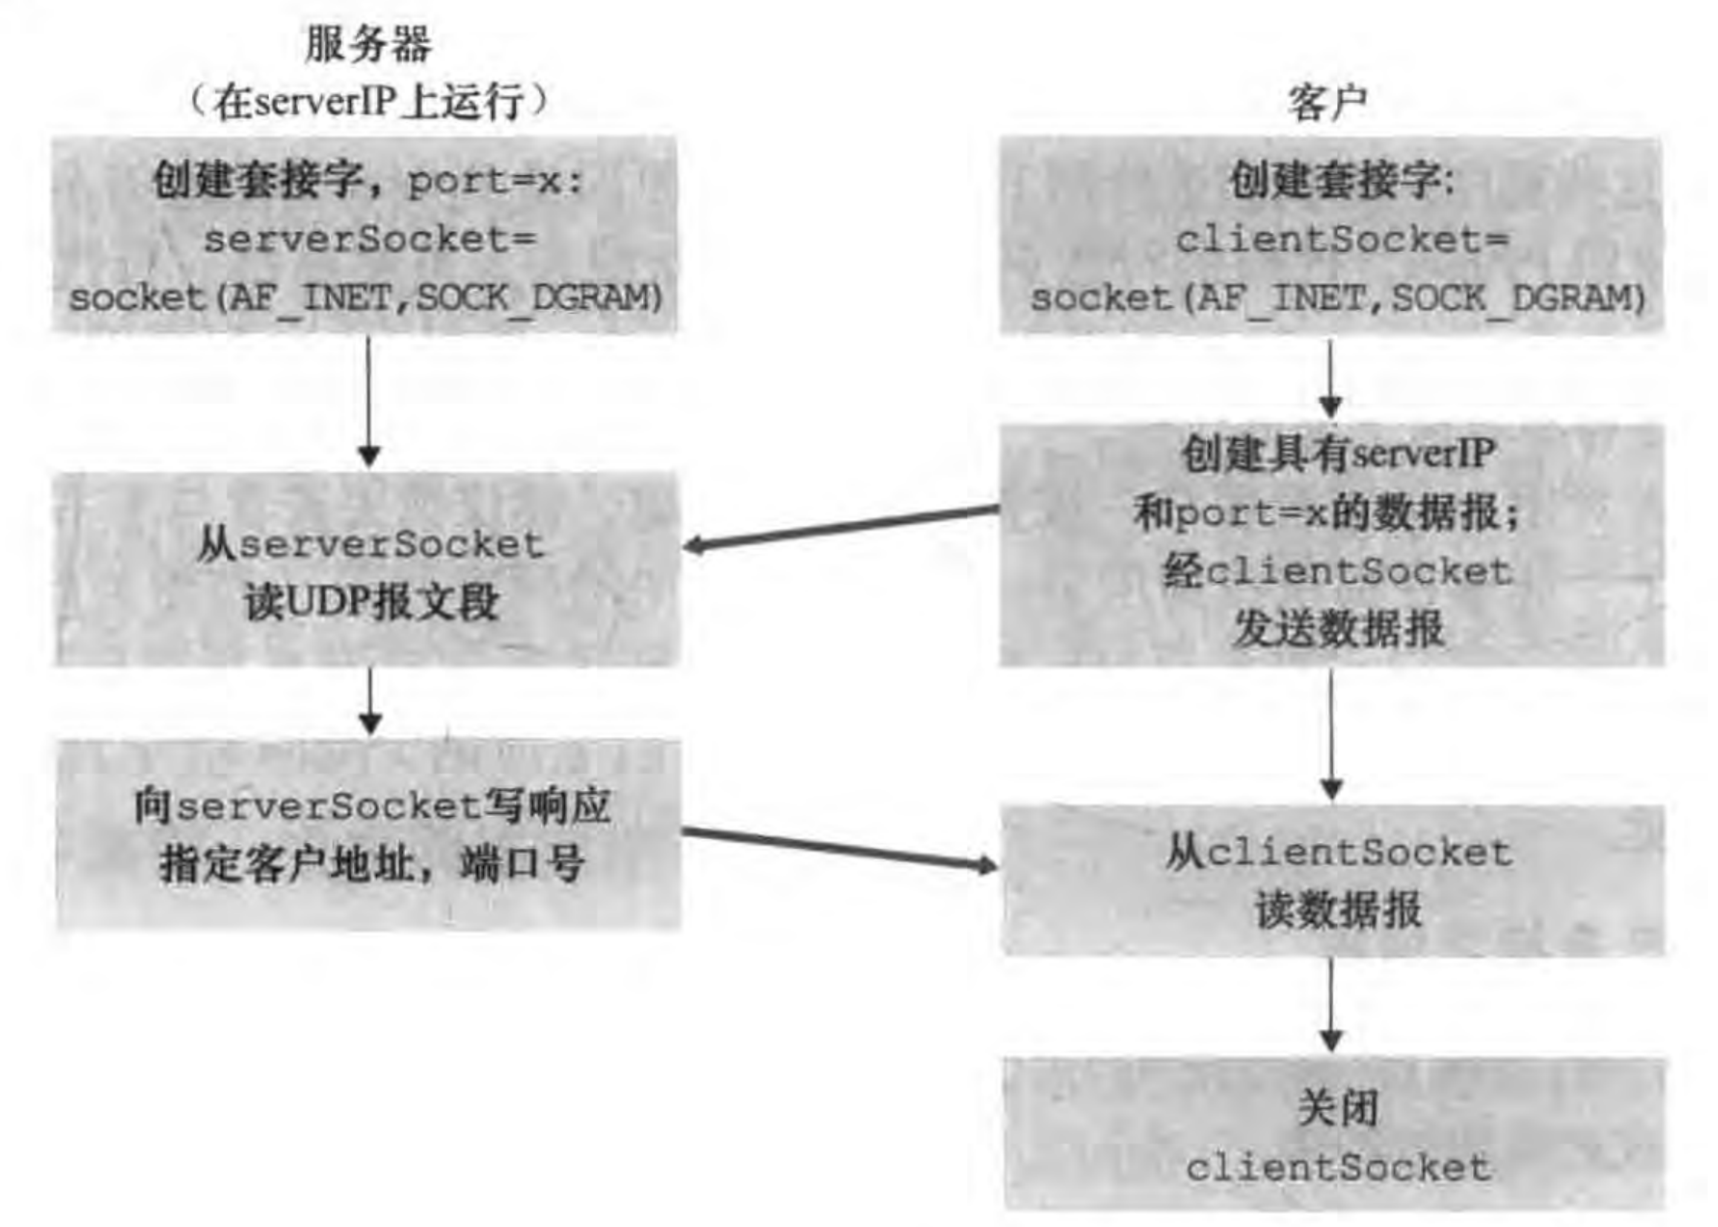 服务器
（在serverIP上运行）
创建套接字，port=x:
serverSocket=
socket(AF_INET,SOCK_DGRAM)
从serverSocket
读UDP报文段
向serverSocket写响应
指定客户地址，端口号
客户
创建套接字:
clientSocket=
socket(AF_INET,SOCK_DGRAM)
创建具有serverIP
和port=x的数据报;
经clientSocket
发送数据报
从clientSocket
读数据报
关闭
clientSocket